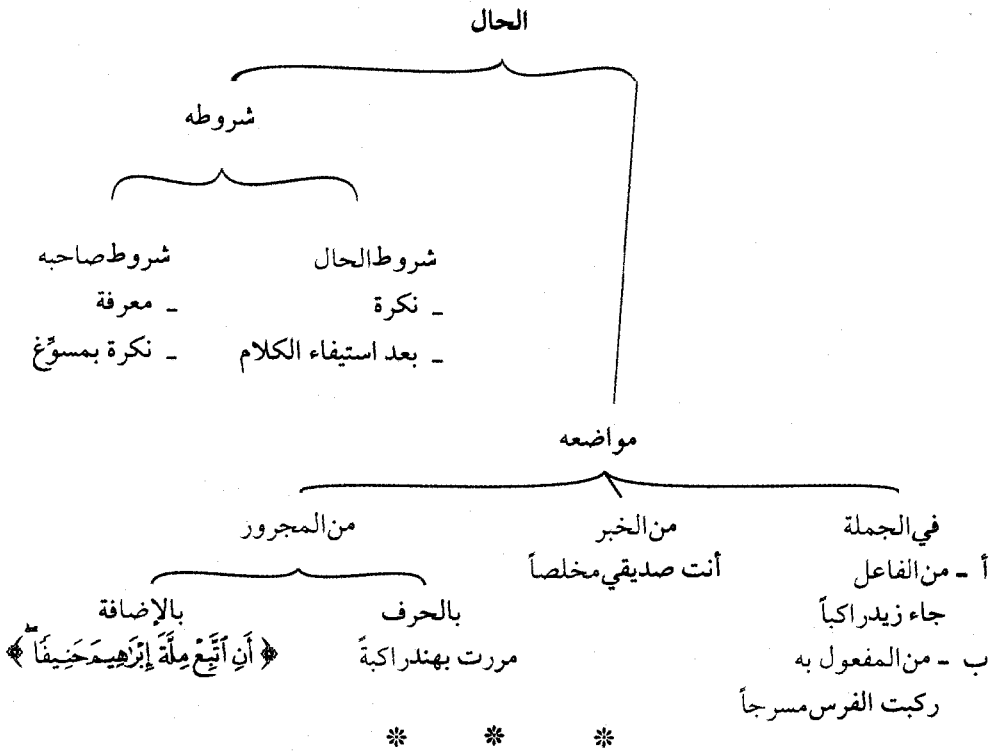 الحال
شروطه
شروط الحال
ـ نكرة
ـ بعد استيفاء الكلام
شروط صاحبه
ـ معرفة
ـ نكرة بمسوِّغ
مواضعه
في الجملة
أ ـ من الفاعل
جاء زيد راكباً
ب ـ من المفعول به
ركبت الفرس مسرجاً
من الخبر
أنت صديقي مخلصاً
من المجرور
بالحرف
مررت بهند راكبةً
بالإضافة
﴿أَنِ ٱتَّبِعْ مِلَّةَ إِبْرَٰهِيمَ حَنِيفًا ۖ﴾